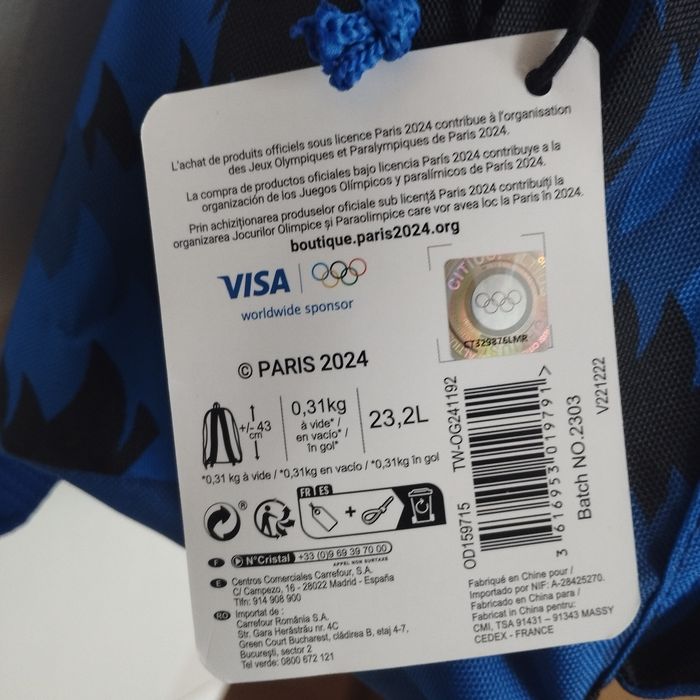 L'achat de produits officiels sous licence Paris 2024 contribue à l'organisation
des Jeux Olympiques et Paralympiques de Paris 2024.
La compra de productos oficiales bajo licencia París 2024 contribuye a la
organización de los Juegos Olímpicos y paralímpicos de París 2024.
Prin achiziționarea produselor oficiale sub licență Paris 2024 contribuiți la
organizarea Jocurilor Olimpice și Paraolimpice care vor avea loc la Paris în 2024.
boutique.paris2024.org
VISA
worldwide sponsor
CT329876LMR
© PARIS 2024
+/- 43
cm
0,31kg
à vide* /
en vacío* /
în gol*
23,2L
*0,31 kg à vide / *0,31kg en vacío / *0,31kg în gol
FR | ES
F N°Cristal +33 (0)9 69 39 70 00
APPEL NON SURTAXE
E Centros Comerciales Carrefour, S.A.
C/ Campezo, 16 - 28022 Madrid - España
Tlfn: 914 908 900
RO Importat de :
Carrefour România S.A.
Str. Gara Herăstrău nr. 4C
Green Court Bucharest, clădirea B, etaj 4-7,
București, sector 2
Tel verde: 0800 672 121
OD159715 TW-OG241192
3 616953 019791 >
Batch NO.2303
V221222
Fabriqué en Chine pour /
Importado por NIF: A-28425270.
Fabricado en China para /
Fabricat în China pentru:
CMI, TSA 91431 – 91343 MASSY
CEDEX - FRANCE